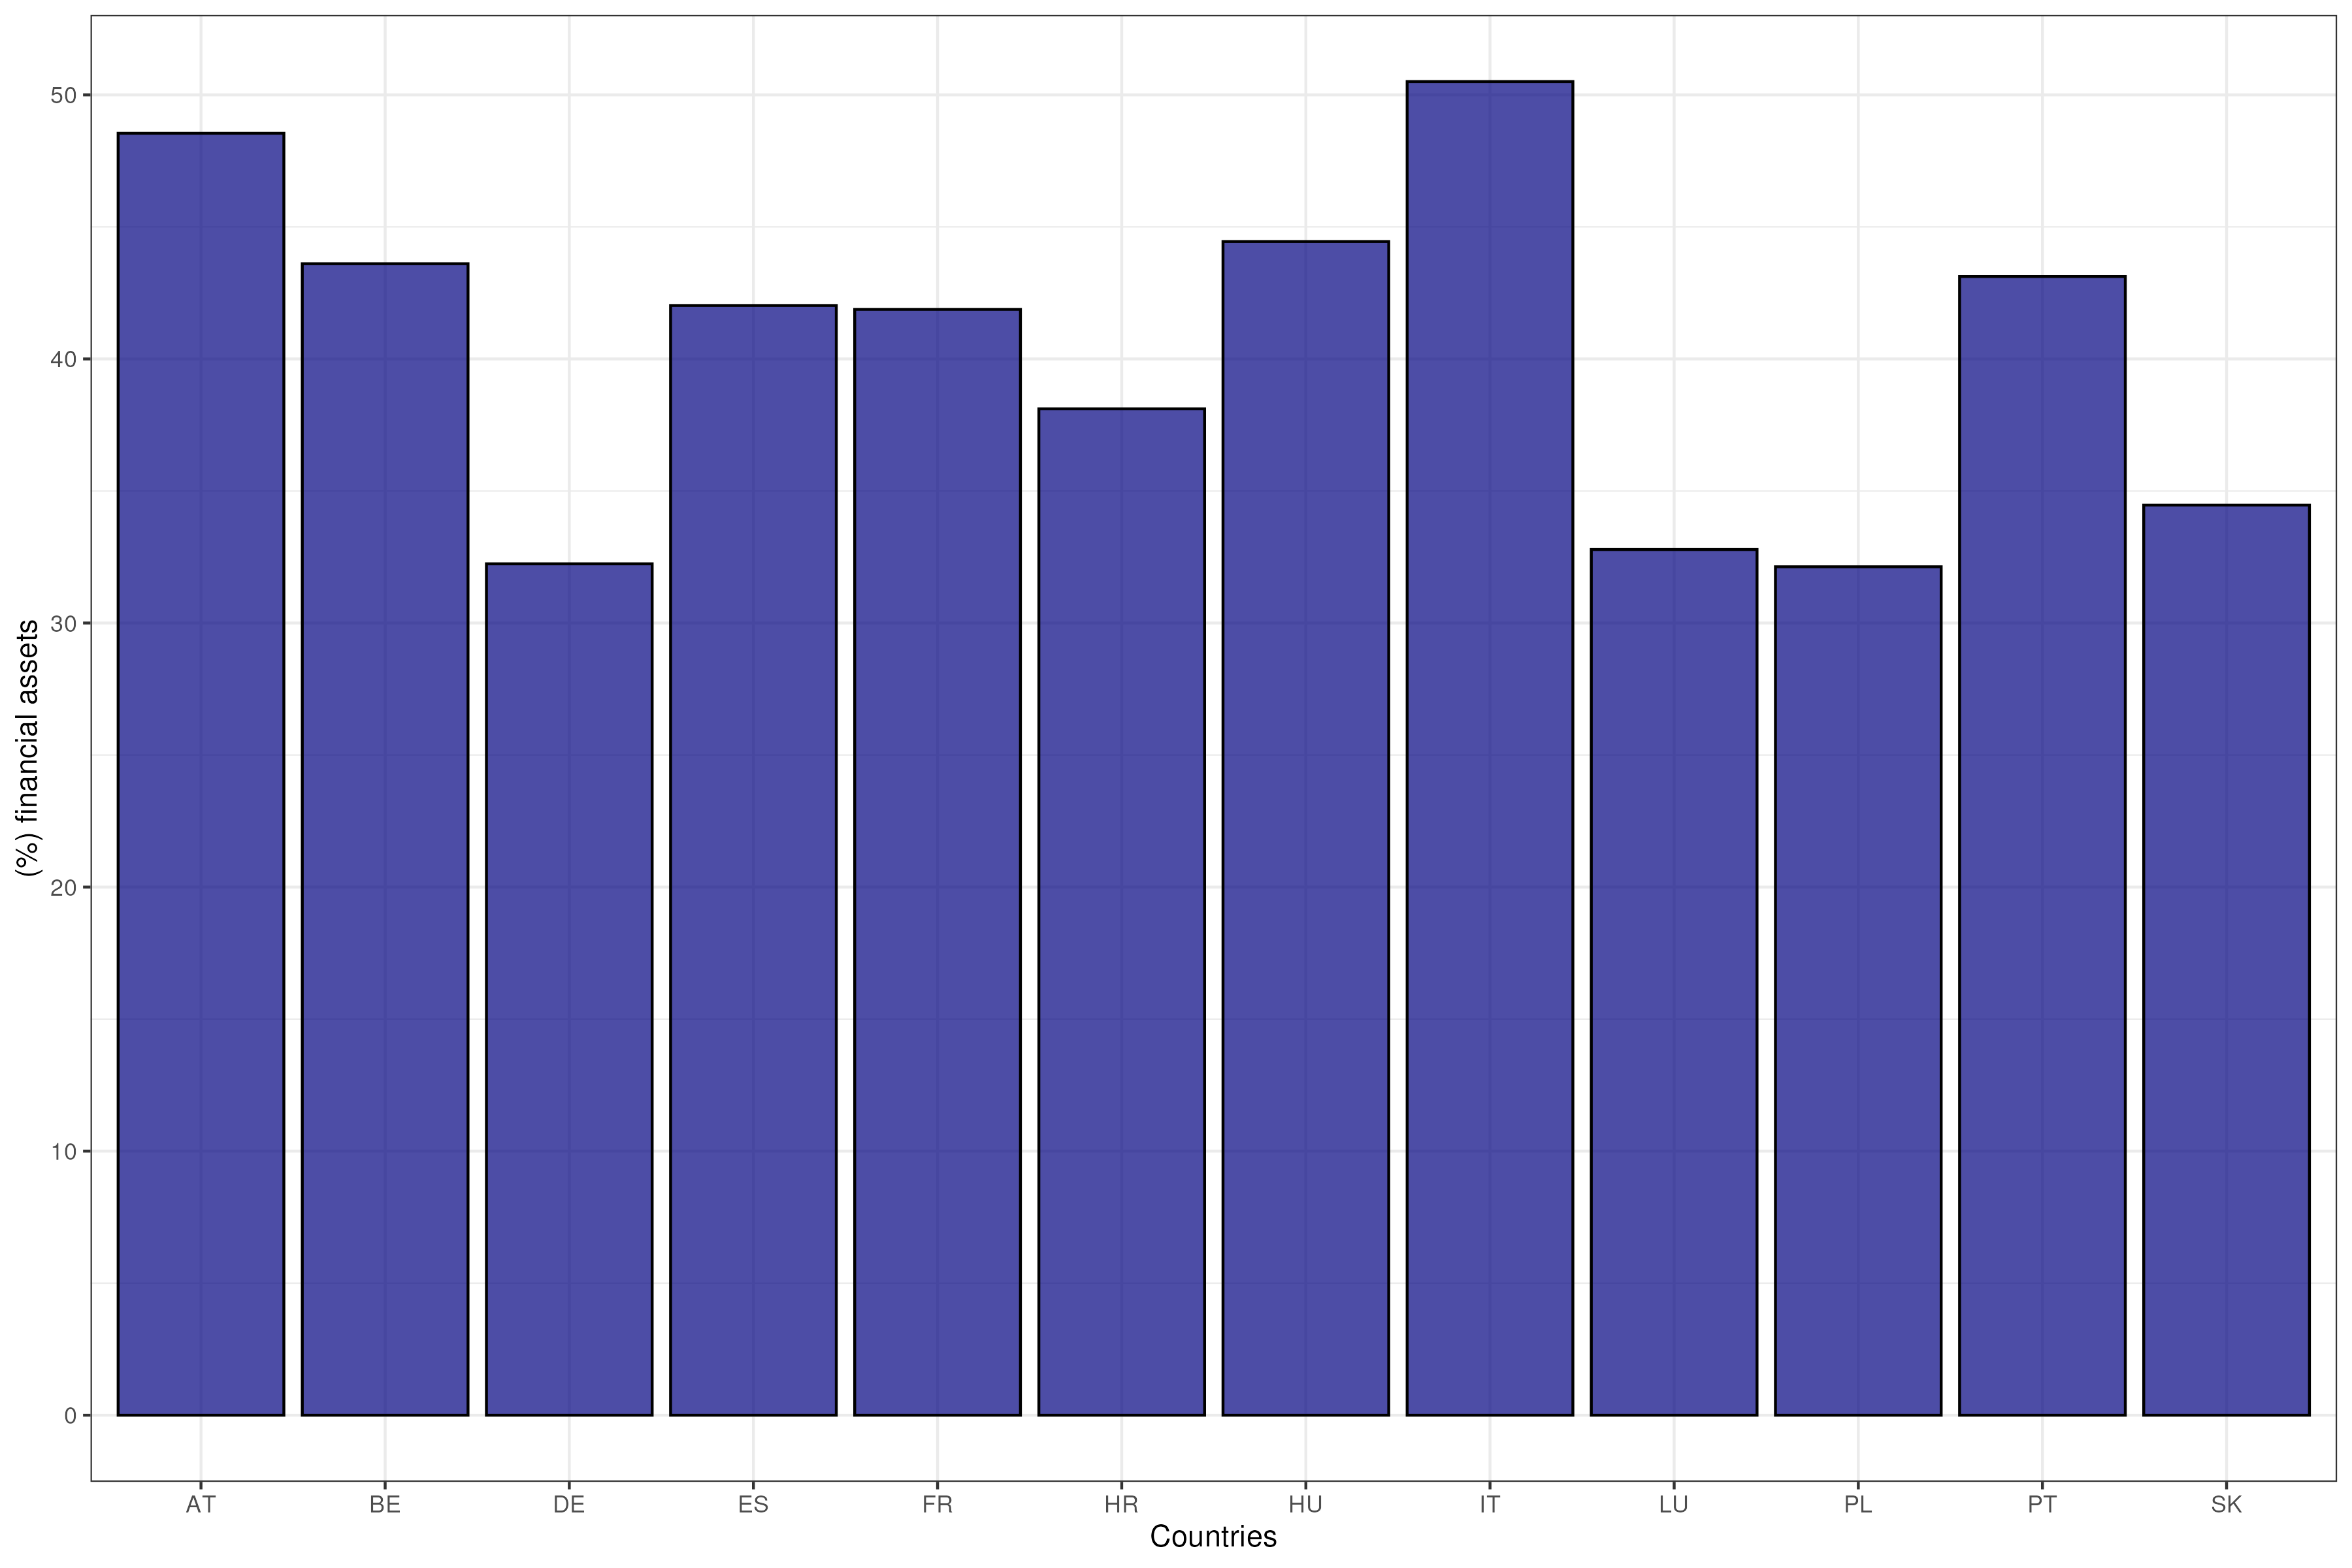 (%) financial assets
50
40
30
20
10
0
AT BE DE ES FR HR HU IT LU PL PT SK
Countries